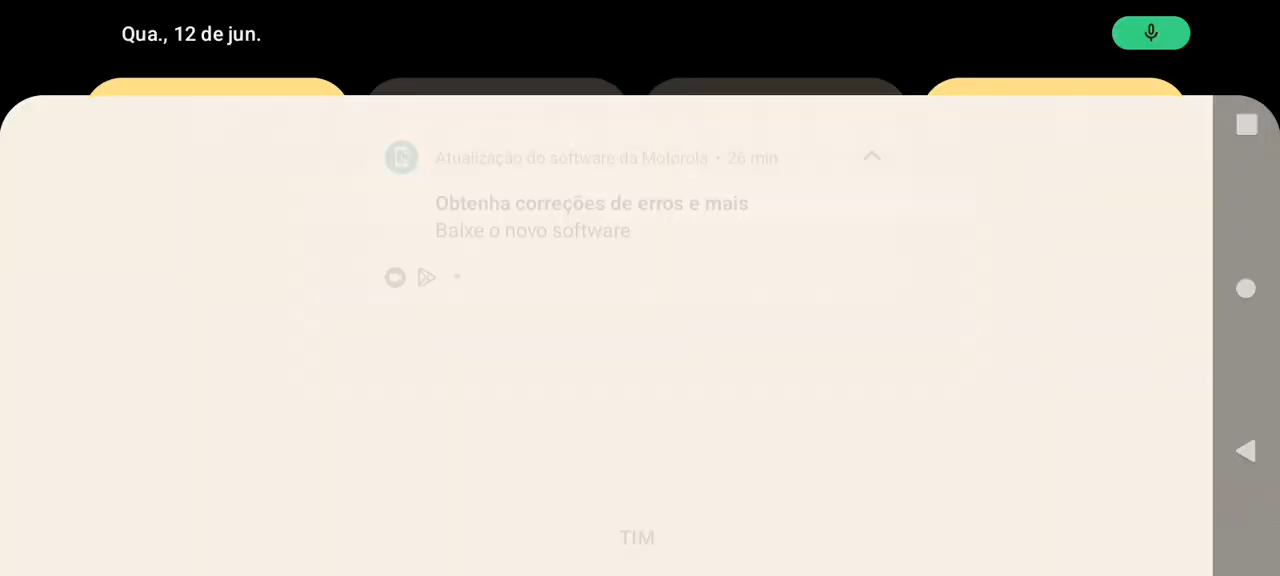 Qua., 12 de jun.
Atualização do software da Motorola • 26 min
Obtenha correções de erros e mais
Baixe o novo software
TIM